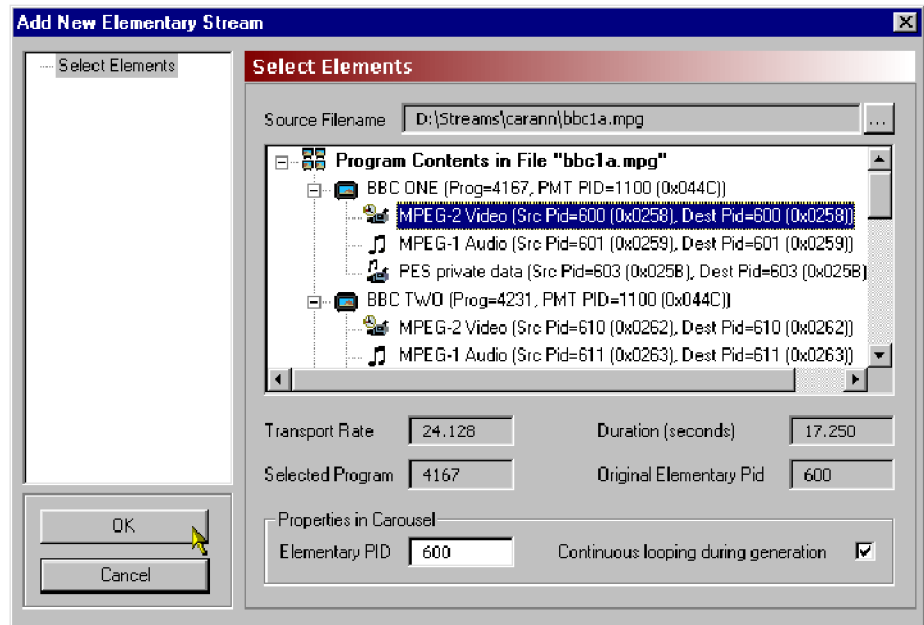 Add New Elementary Stream
Select Elements
Select Elements
Source Filename D:\Streams\carann\bbc1a.mpg ...
Program Contents in File "bbc1a.mpg"
BBC ONE (Prog=4167, PMT PID=1100 (0x044C))
MPEG-2 Video (Src Pid=600 (0x0258), Dest Pid=600 (0x0258))
MPEG-1 Audio (Src Pid=601 (0x0259), Dest Pid=601 (0x0259))
PES private data (Src Pid=603 (0x025B), Dest Pid=603 (0x025B)
BBC TWO (Prog=4231, PMT PID=1100 (0x044C))
MPEG-2 Video (Src Pid=610 (0x0262), Dest Pid=610 (0x0262))
MPEG-1 Audio (Src Pid=611 (0x0263), Dest Pid=611 (0x0263))
Transport Rate 24.128 Duration (seconds) 17.250
Selected Program 4167 Original Elementary Pid 600
Properties in Carousel
Elementary PID 600 Continuous looping during generation
OK
Cancel